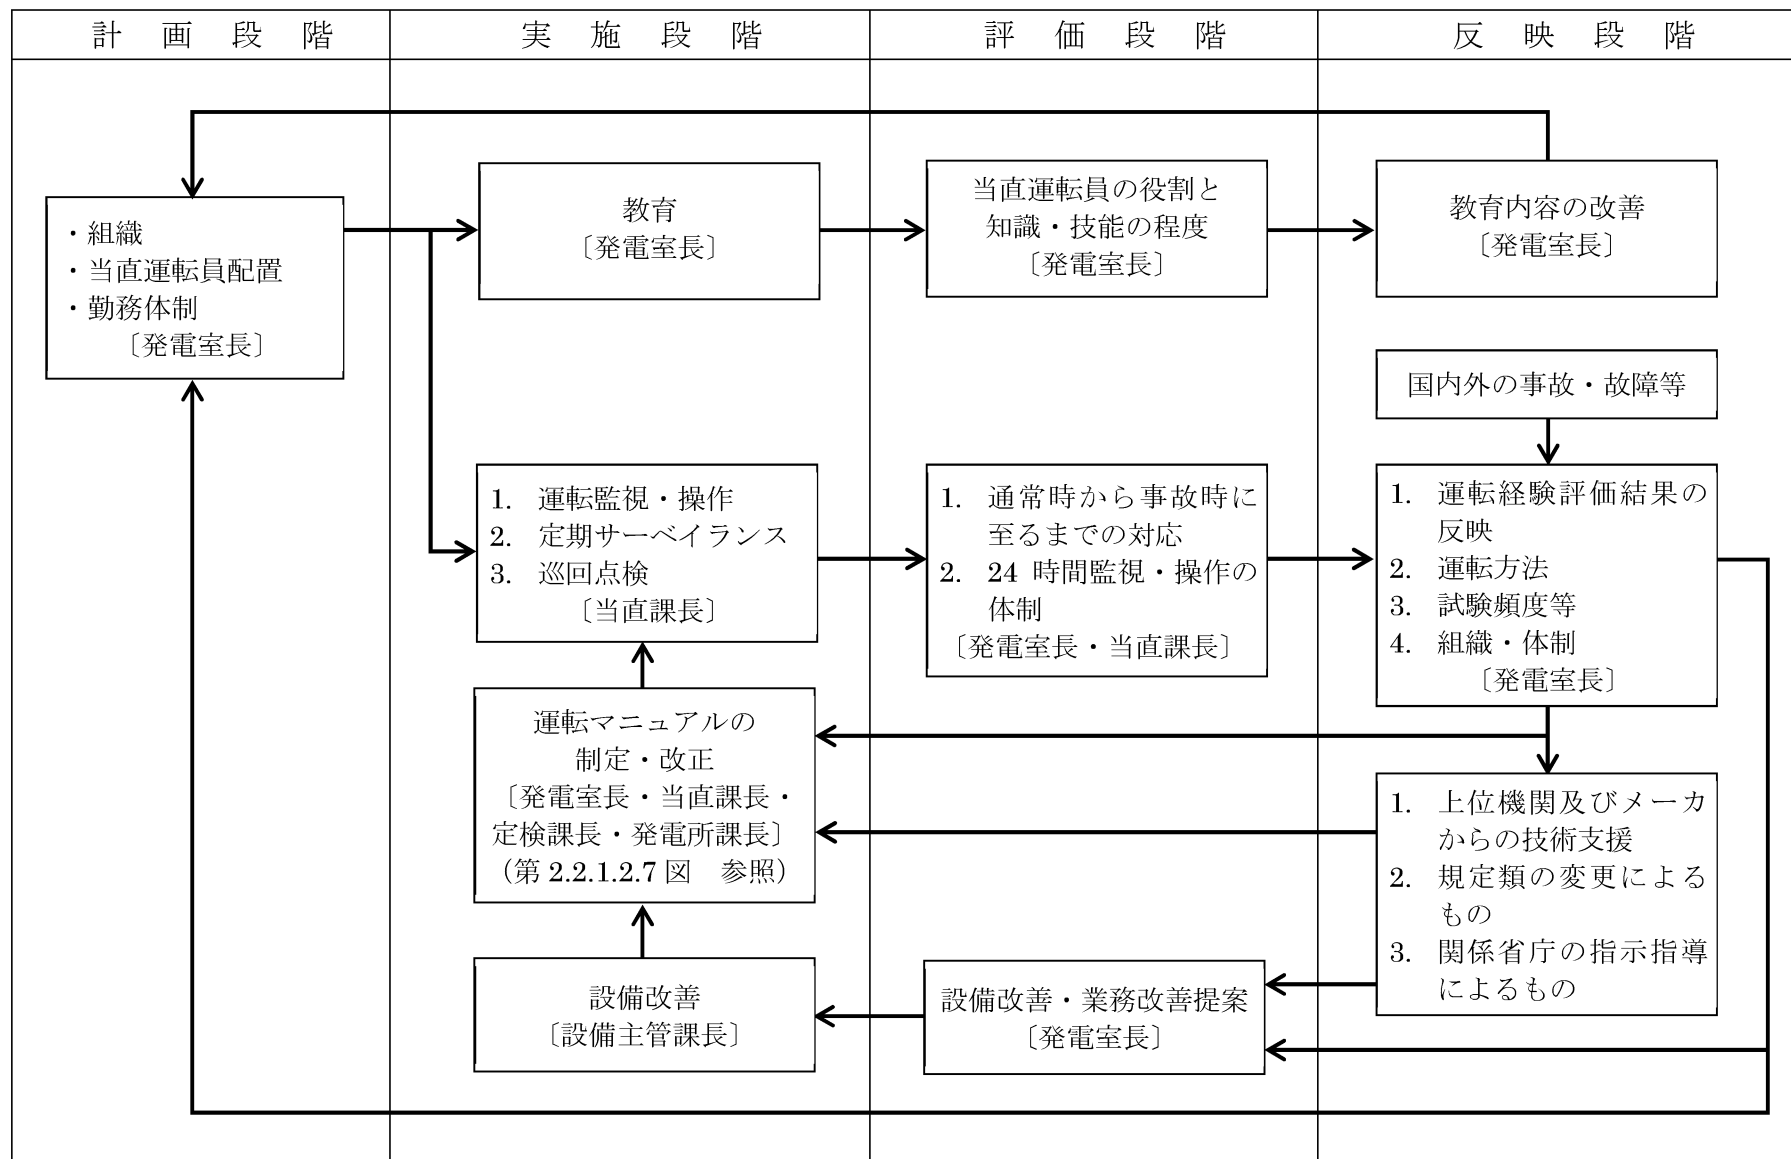 計画段階
実施段階
評価段階
反映段階
・組織
・当直運転員配置
・勤務体制
〔発電室長〕
教育
〔発電室長〕
当直運転員の役割と
知識・技能の程度
〔発電室長〕
教育内容の改善
〔発電室長〕
国内外の事故・故障等
1. 運転監視・操作
2. 定期サーベイランス
3. 巡回点検
〔当直課長〕
1. 通常時から事故時に
至るまでの対応
2. 24 時間監視・操作の
体制
〔発電室長・当直課長〕
1. 運転経験評価結果の
反映
2. 運転方法
3. 試験頻度等
4. 組織・体制
〔発電室長〕
運転マニュアルの
制定・改正
〔発電室長・当直課長・
定検課長・発電所課長〕
（第 2.2.1.2.7 図　参照）
1. 上位機関及びメーカ
からの技術支援
2. 規定類の変更による
もの
3. 関係省庁の指示指導
によるもの
設備改善
〔設備主管課長〕
設備改善・業務改善提案
〔発電室長〕